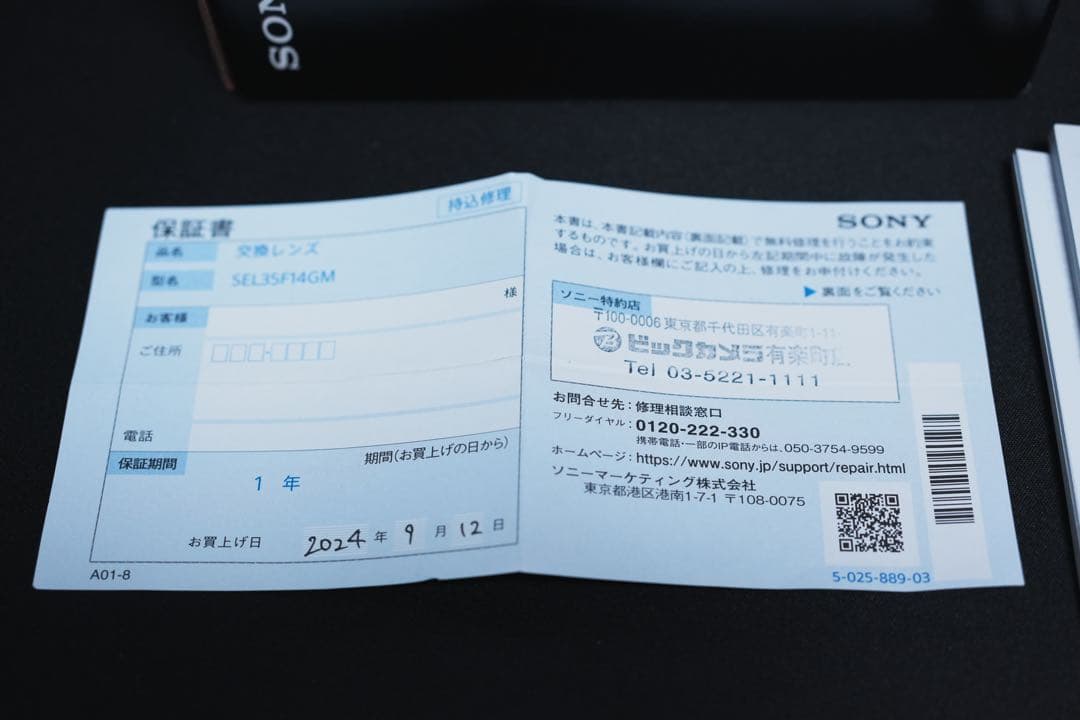 SON
保証書
持込修理
品名 交換レンズ
型名 SEL35F14GM
お客様 様
ご住所
電話
保証期間 期間(お買上げの日から)
1 年
お買上げ日 2024 年 9 月 12 日
A01-8
SONY
本書は、本書記載内容(裏面記載)で無料修理を行うことをお約束
するものです。お買上げの日から左記期間中に故障が発生した
場合は、お客様欄にご記入の上、修理をお申付けください。
▶ 裏面をご覧ください
ソニー特約店
〒100-0006 東京都千代田区有楽町1-11-
ビックカメラ有楽町
Tel 03-5221-1111
お問合せ先:修理相談窓口
フリーダイヤル:0120-222-330
携帯電話・一部のIP電話からは、050-3754-9599
ホームページ:https://www.sony.jp/support/repair.html
ソニーマーケティング株式会社
東京都港区港南1-7-1 〒108-0075
5-025-889-03